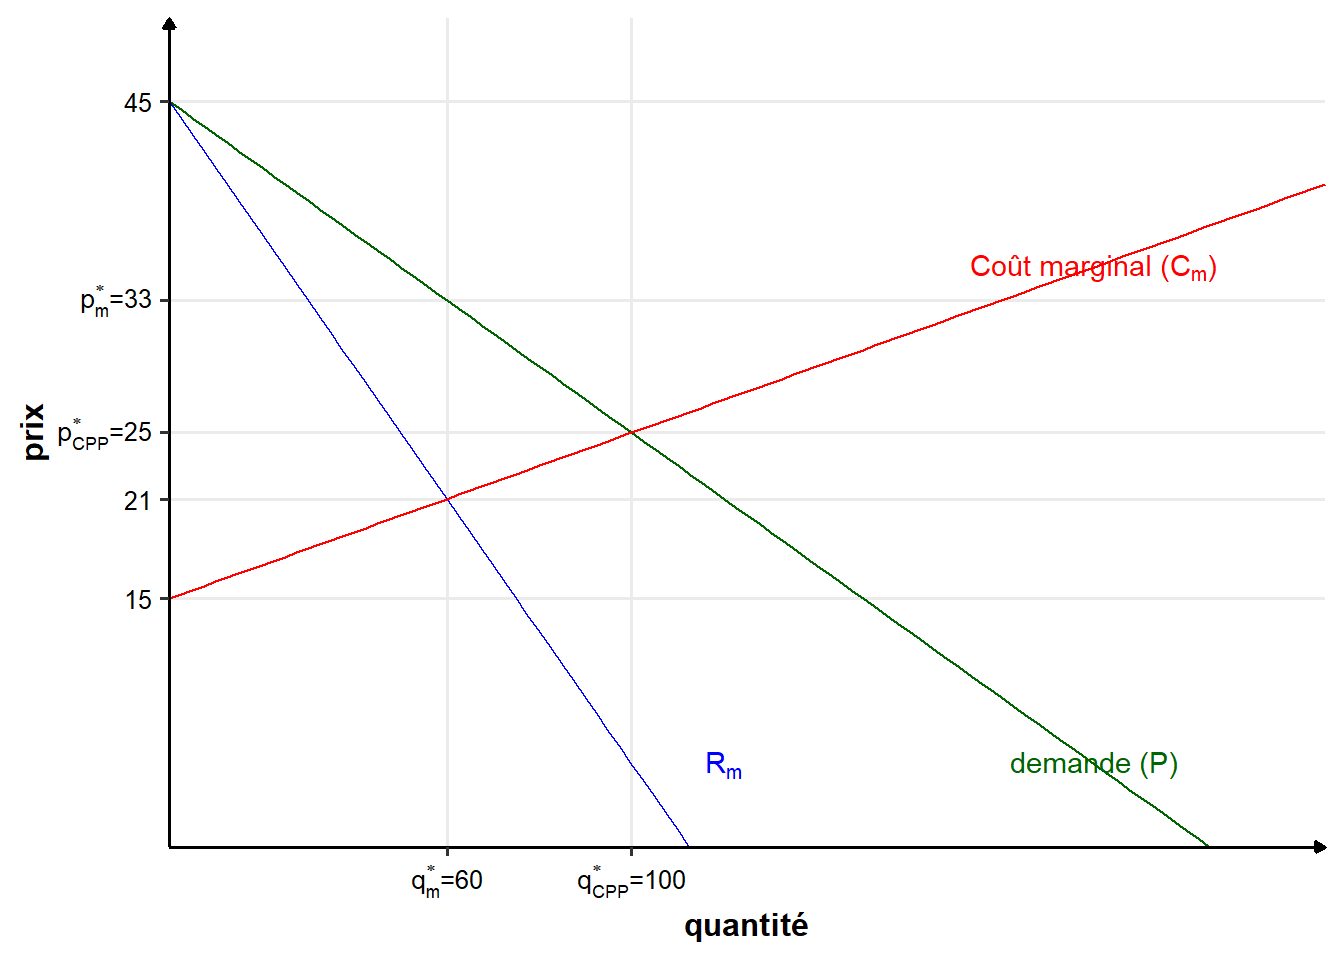 45
Coût marginal (Cm)
p*m=33
prix
p*CPP=25
21
15
Rm
demande (P)
q*m=60
q*CPP=100
quantité